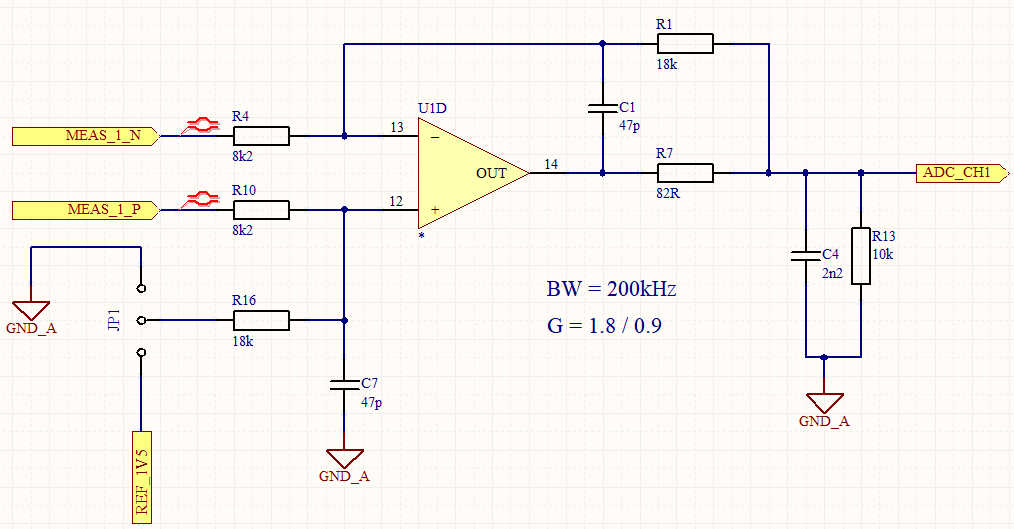 R1
18k
C1
47p
U1D
13
−
OUT
14
12
+
*
R4
8k2
MEAS_1_N
R10
8k2
MEAS_1_P
R7
82R
ADC_CH1
C4
2n2
R13
10k
GND_A
JP1
GND_A
R16
18k
C7
47p
GND_A
REF_1V5
BW = 200kHz
G = 1.8 / 0.9